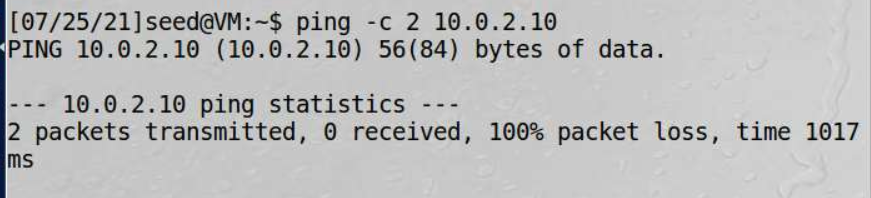 [07/25/21]seed@VM:~$ ping -c 2 10.0.2.10
PING 10.0.2.10 (10.0.2.10) 56(84) bytes of data.

--- 10.0.2.10 ping statistics ---
2 packets transmitted, 0 received, 100% packet loss, time 1017
ms